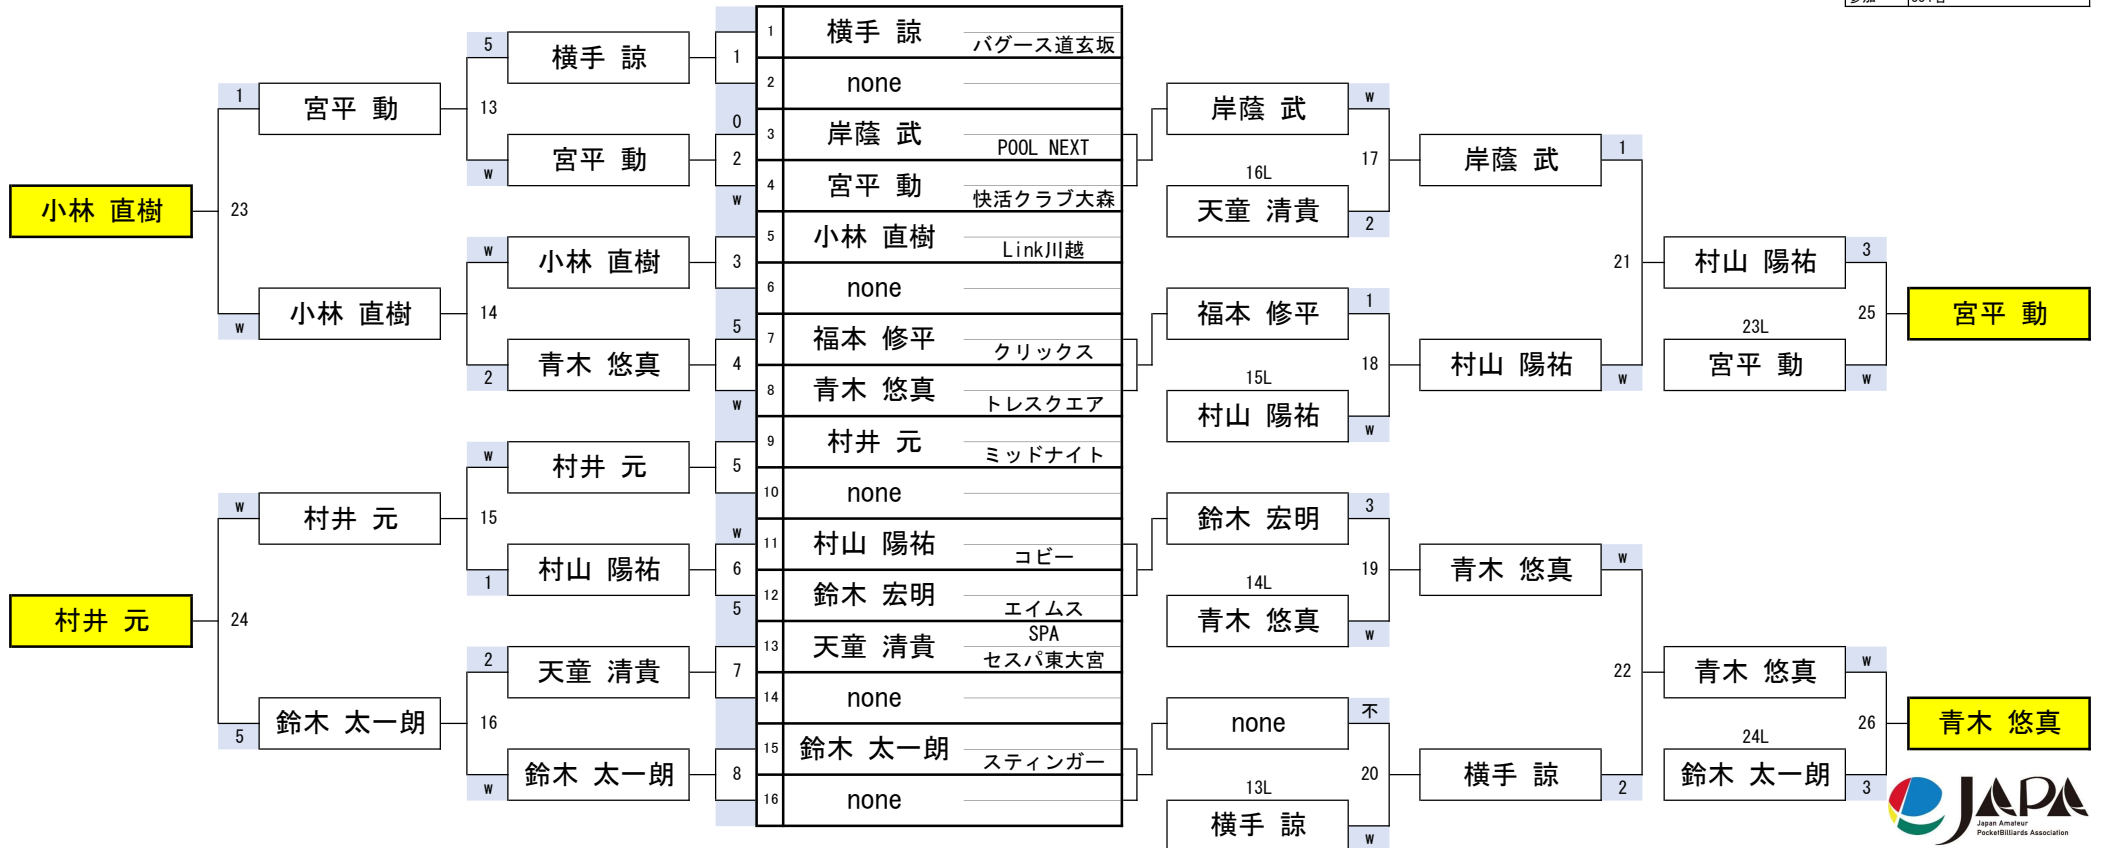 参加
1 横手 諒 バグース道玄坂
2 none
3 岸蔭 武 POOL NEXT
4 宮平 動 快活クラブ大森
5 小林 直樹 Link川越
6 none
7 福本 修平 クリックス
8 青木 悠真 トレスクエア
9 村井 元 ミッドナイト
10 none
11 村山 陽祐 コビー
12 鈴木 宏明 エイムス
13 天童 清貴 SPA
セスパ東大宮
14 none
15 鈴木 太一朗 スティンガー
16 none
5 横手 諒 1
13
0
W 宮平 動 2
W
W 小林 直樹 3
14
5
2 青木 悠真 4
W
W 村井 元 5
15
W
1 村山 陽祐 6
5
2 天童 清貴 7
16
W 鈴木 太一朗 8
1 宮平 動
23
W 小林 直樹
W 村井 元
24
5 鈴木 太一朗
小林 直樹
村井 元
岸蔭 武 W
17
16L
天童 清貴 2
福本 修平 1
18
15L
村山 陽祐 W
鈴木 宏明 3
19
14L
青木 悠真 W
none 不
20
13L
横手 諒 W
岸蔭 武 1
21
村山 陽祐 W
青木 悠真 W
22
横手 諒 2
村山 陽祐 3
25
23L
宮平 動 W
青木 悠真 W
26
24L
鈴木 太一朗 3
宮平 動
青木 悠真
JAPA
Japan Amateur
PocketBilliards Association